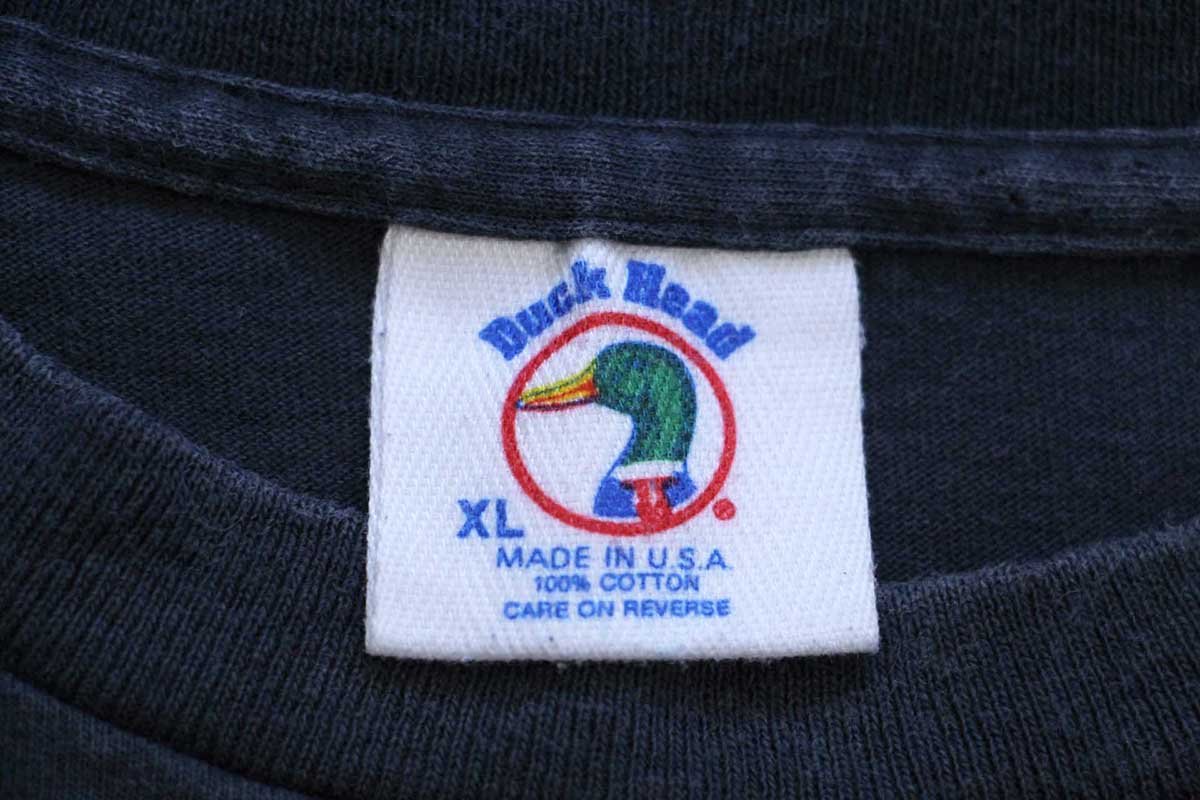 Duck Head
XL
MADE IN U.S.A.
100% COTTON
CARE ON REVERSE